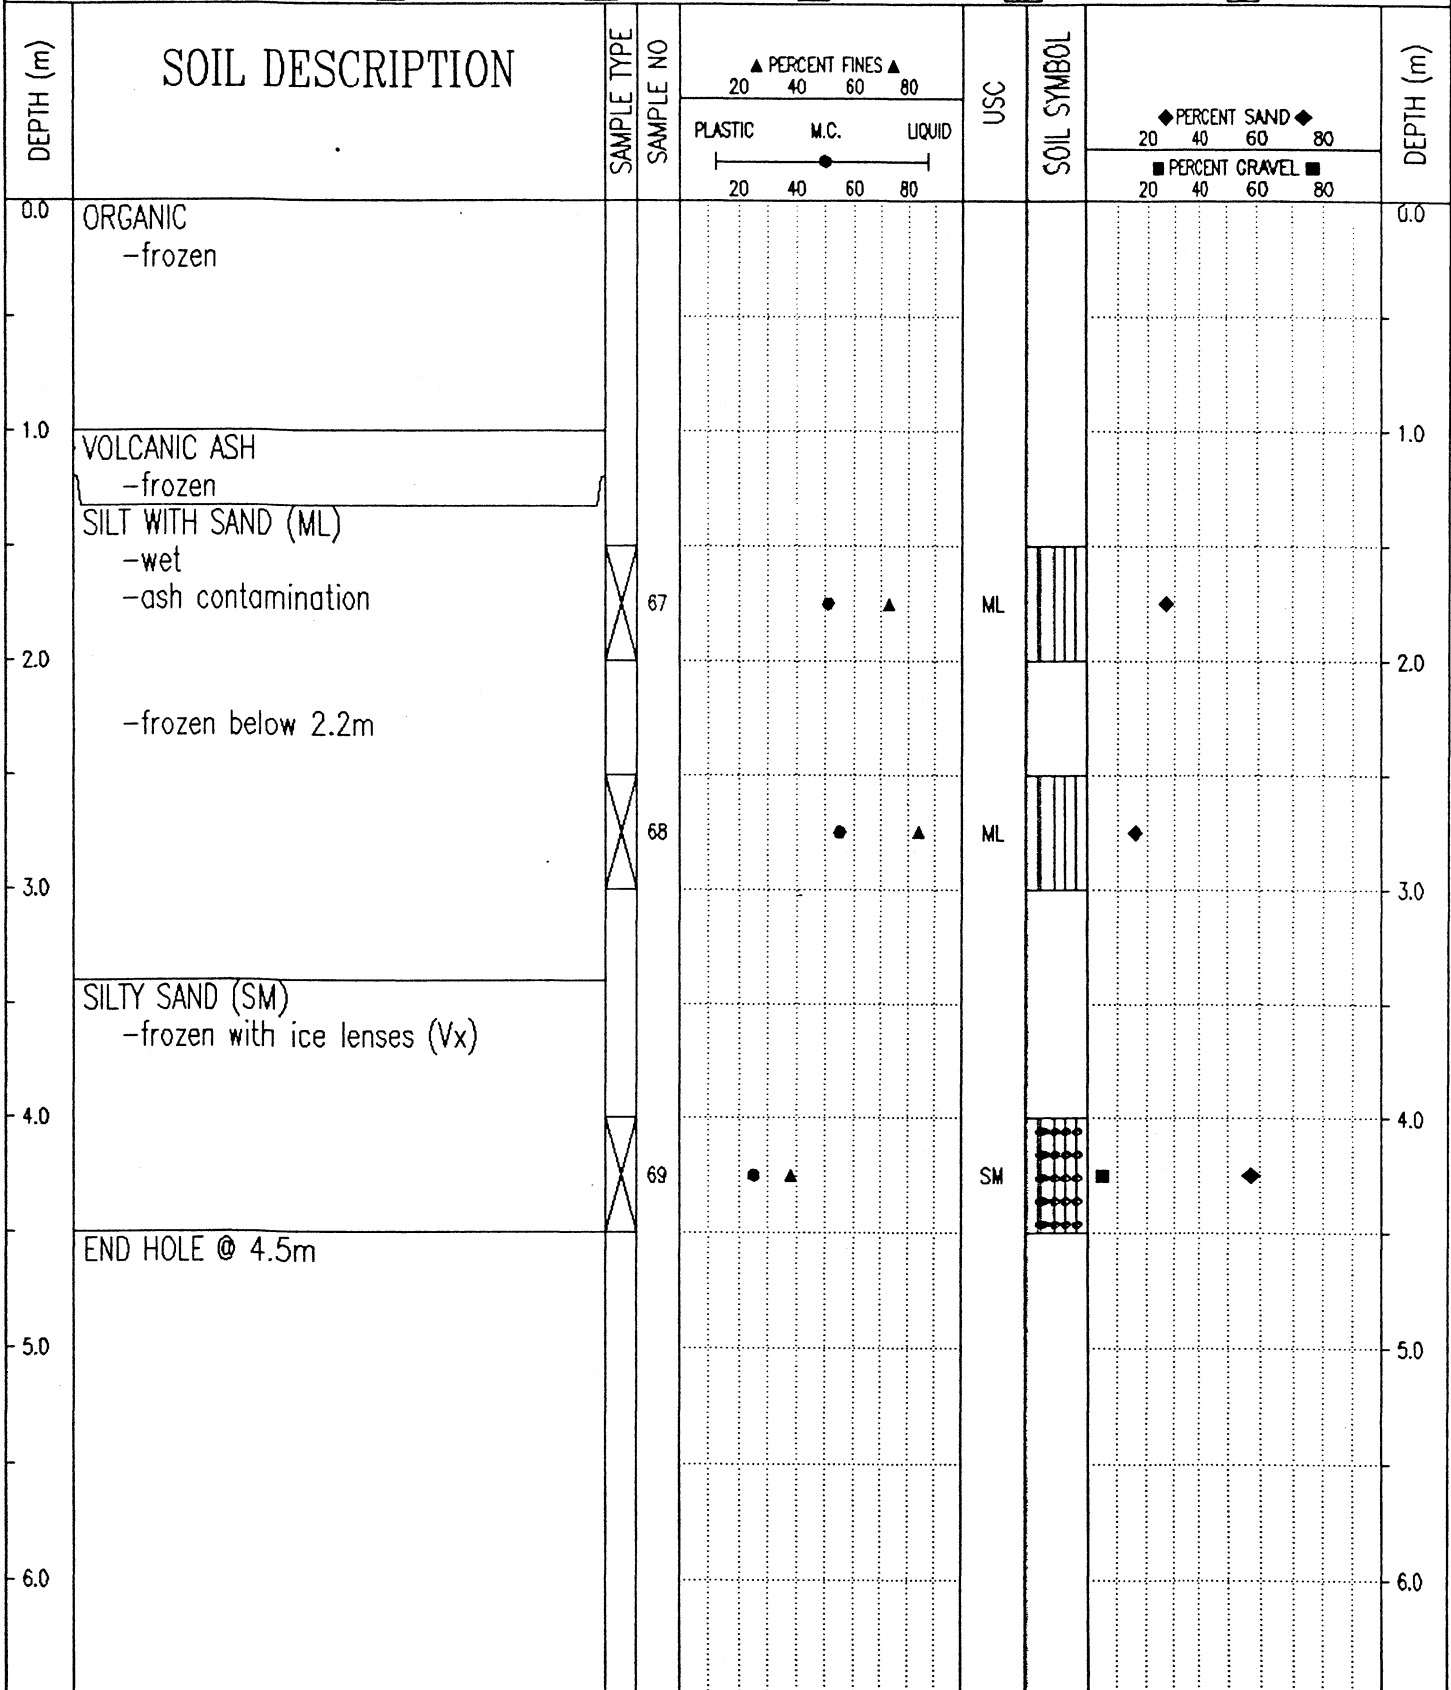 DEPTH (m)
SOIL DESCRIPTION
SAMPLE TYPE
SAMPLE NO
▲ PERCENT FINES ▲
20 40 60 80
PLASTIC M.C. LIQUID
20 40 60 80
USC
SOIL SYMBOL
◆ PERCENT SAND ◆
20 40 60 80
■ PERCENT GRAVEL ■
20 40 60 80
DEPTH (m)
0.0 ORGANIC 0.0
-frozen
1.0 1.0
VOLCANIC ASH
-frozen
SILT WITH SAND (ML)
-wet
-ash contamination 67 ML
2.0 2.0
-frozen below 2.2m
68 ML
3.0 3.0
SILTY SAND (SM)
-frozen with ice lenses (Vx)
4.0 4.0
69 SM
END HOLE @ 4.5m
5.0 5.0
6.0 6.0